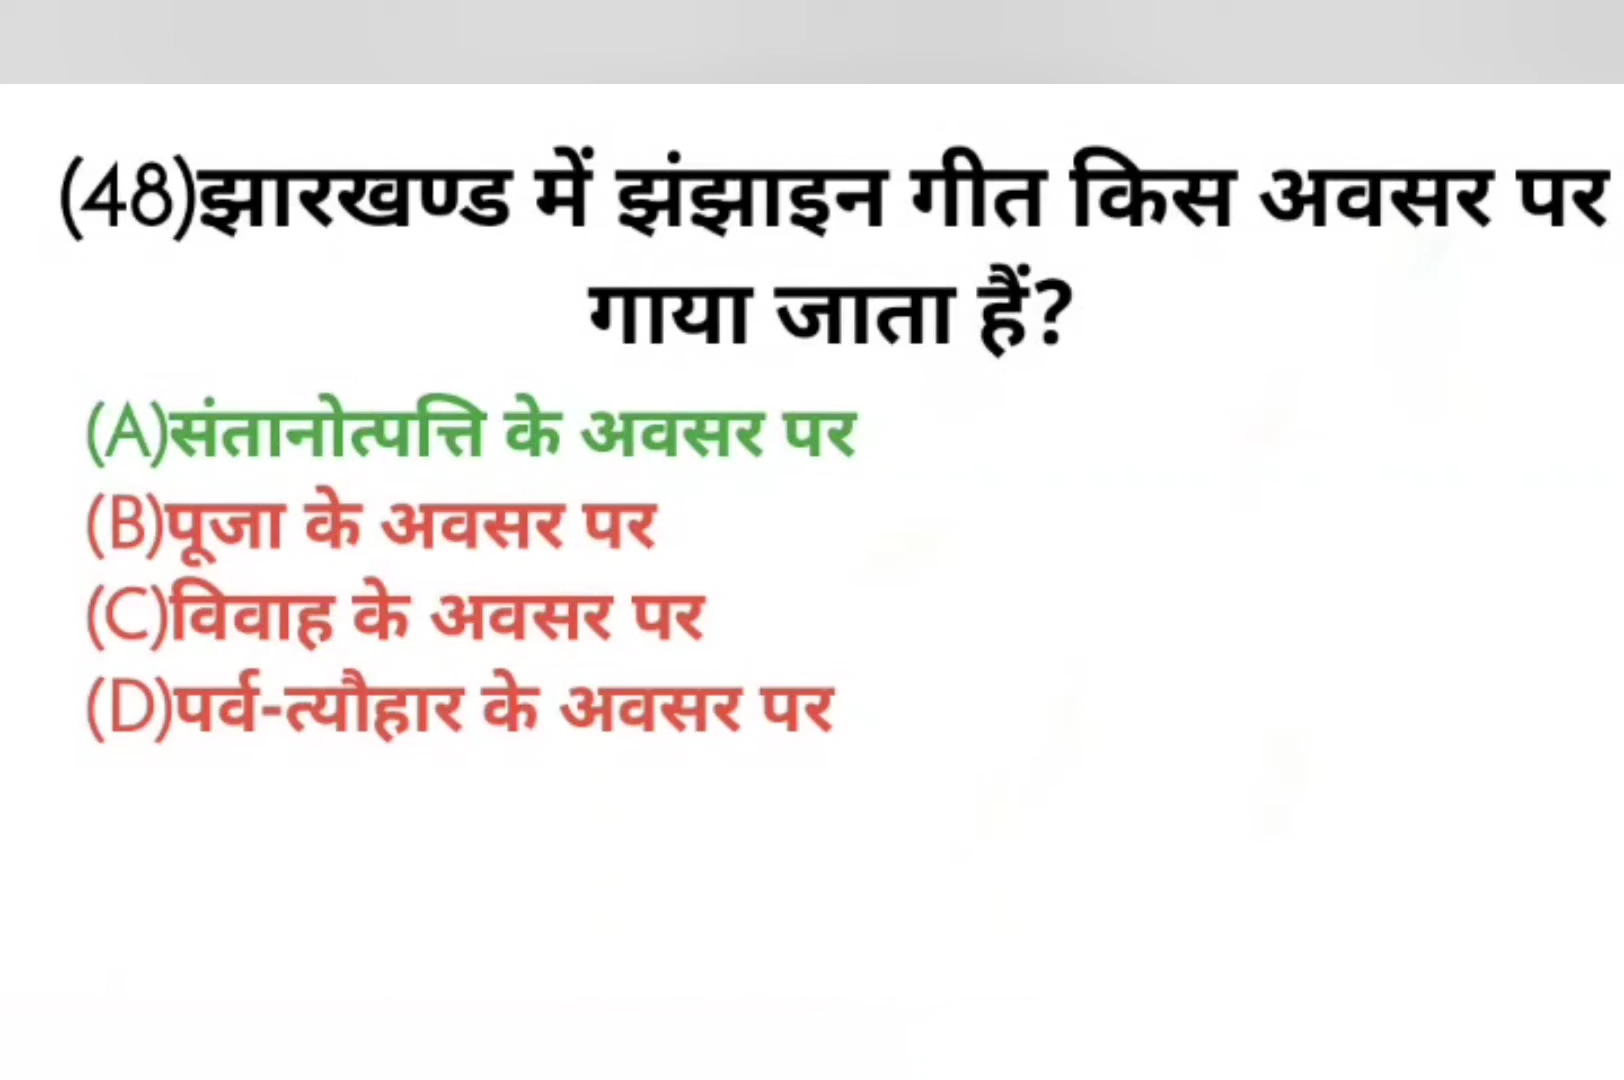 (48)झारखण्ड में झंझाइन गीत किस अवसर पर
गाया जाता हैं?
(A)संतानोत्पत्ति के अवसर पर
(B)पूजा के अवसर पर
(C)विवाह के अवसर पर
(D)पर्व-त्यौहार के अवसर पर